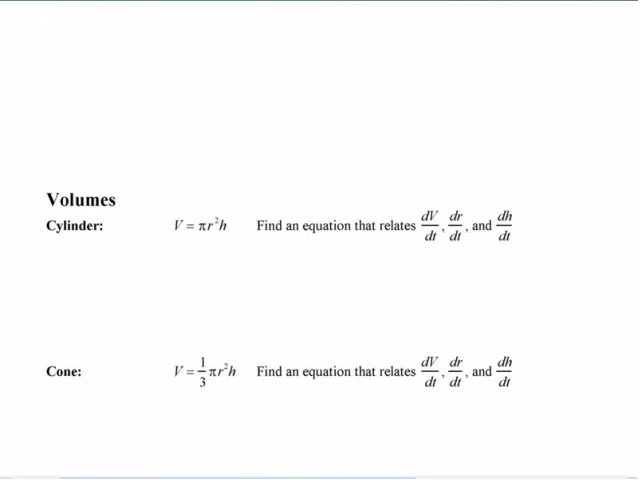 Volumes
Cylinder: V = πr²h Find an equation that relates dV/dt, dr/dt, and dh/dt
Cone: V = 1/3 πr²h Find an equation that relates dV/dt, dr/dt, and dh/dt